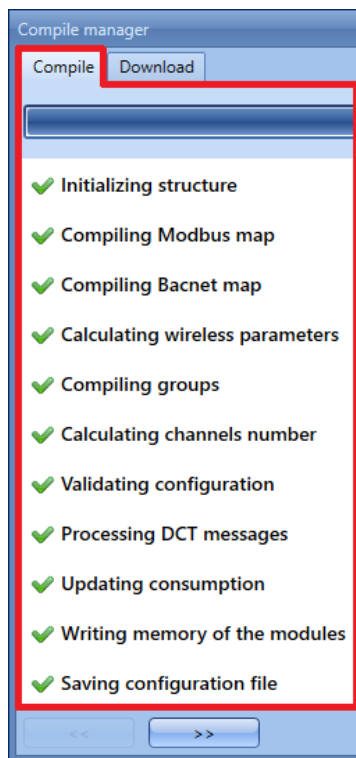 Compile manager
Compile Download
Initializing structure
Compiling Modbus map
Compiling Bacnet map
Calculating wireless parameters
Compiling groups
Calculating channels number
Validating configuration
Processing DCT messages
Updating consumption
Writing memory of the modules
Saving configuration file
<< >>